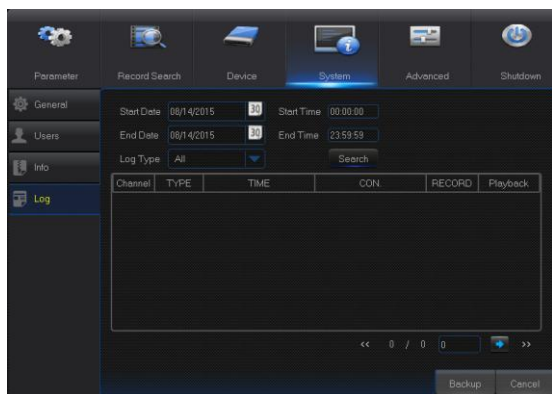 Parameter Record Search Device System Advanced Shutdown
General
Users
Info
Log
Start Date 08/14/2015 30 Start Time 00:00:00
End Date 08/14/2015 30 End Time 23:59:59
Log Type All Search
Channel TYPE TIME CON. RECORD Playback
<< 0 / 0 0 >>
Backup Cancel